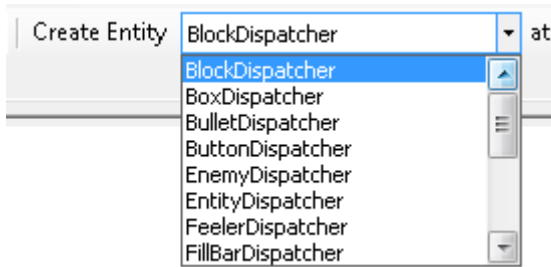 Create Entity BlockDispatcher at
BlockDispatcher
BoxDispatcher
BulletDispatcher
ButtonDispatcher
EnemyDispatcher
EntityDispatcher
FeelerDispatcher
FillBarDispatcher